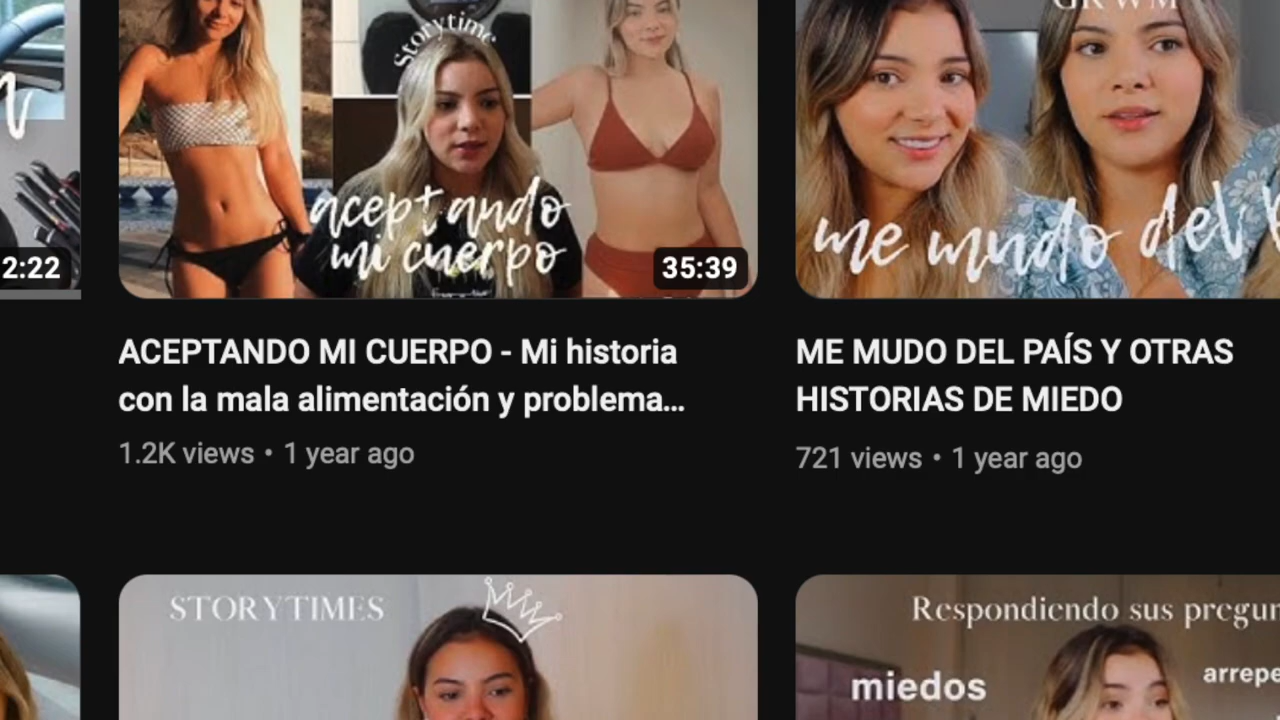 Storytime
GRWM
aceptando
mi cuerpo
me mudo del
2:22
35:39
ACEPTANDO MI CUERPO - Mi historia
con la mala alimentación y problema...
1.2K views • 1 year ago
ME MUDO DEL PAÍS Y OTRAS
HISTORIAS DE MIEDO
721 views • 1 year ago
STORYTIMES
Respondiendo sus pregun
miedos
arrepe